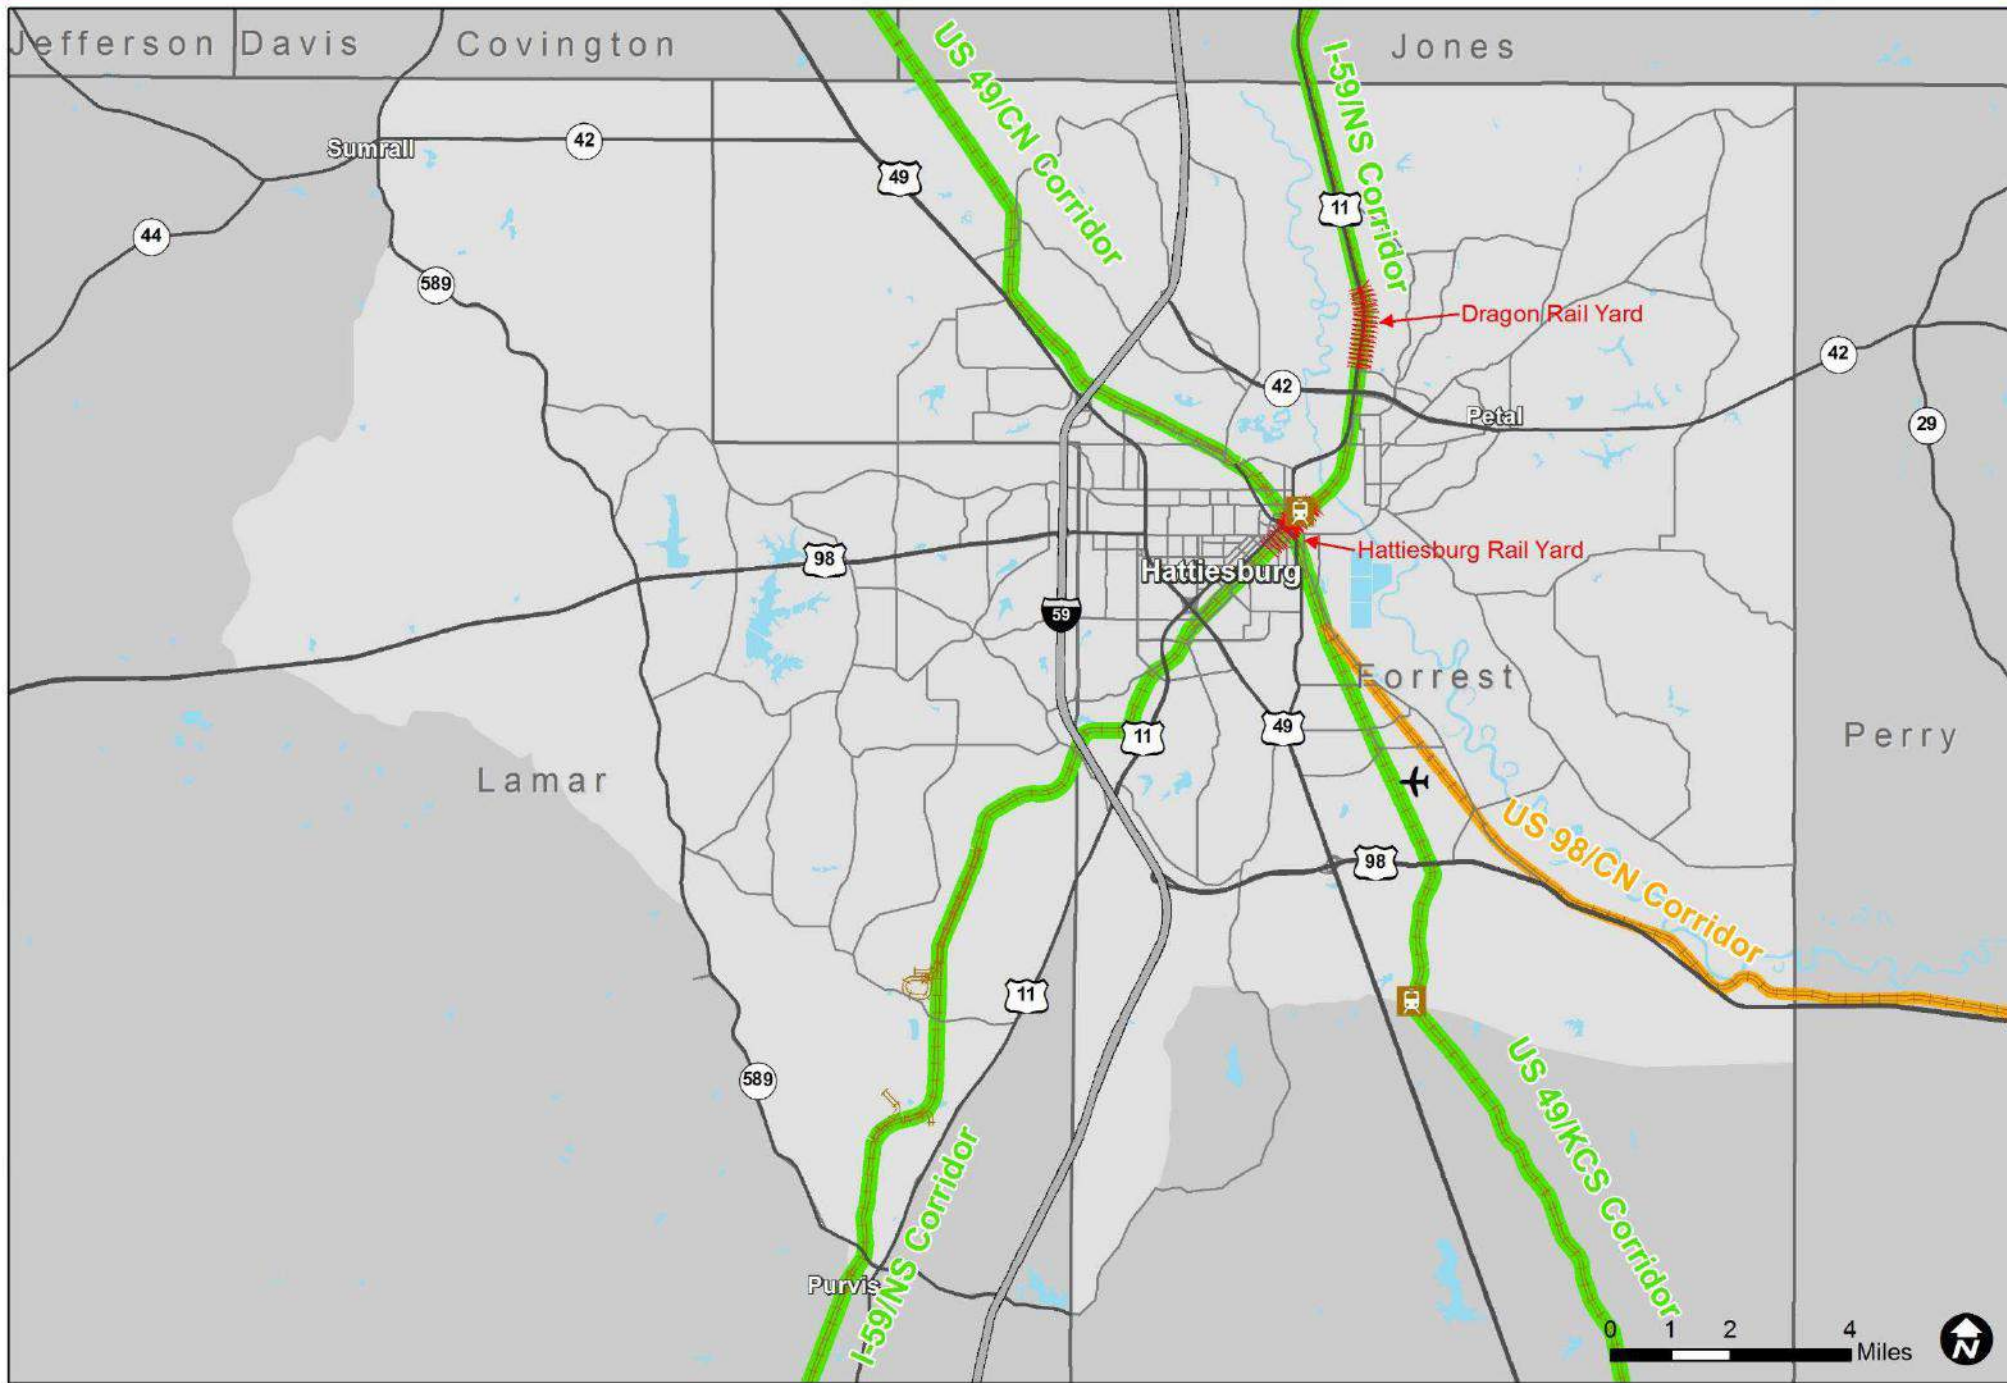 Jefferson Davis
Covington
Jones
US 49/CN Corridor
I-59/NS Corridor
Sumrall
42
49
11
44
589
Dragon Rail Yard
42
42
Petal
29
98
Hattiesburg Rail Yard
Hattiesburg
59
Forrest
11
49
Perry
Lamar
US 98/CN Corridor
98
11
589
US 49/KCS Corridor
I-59/NS Corridor
Purvis
0 1 2 4
Miles
N